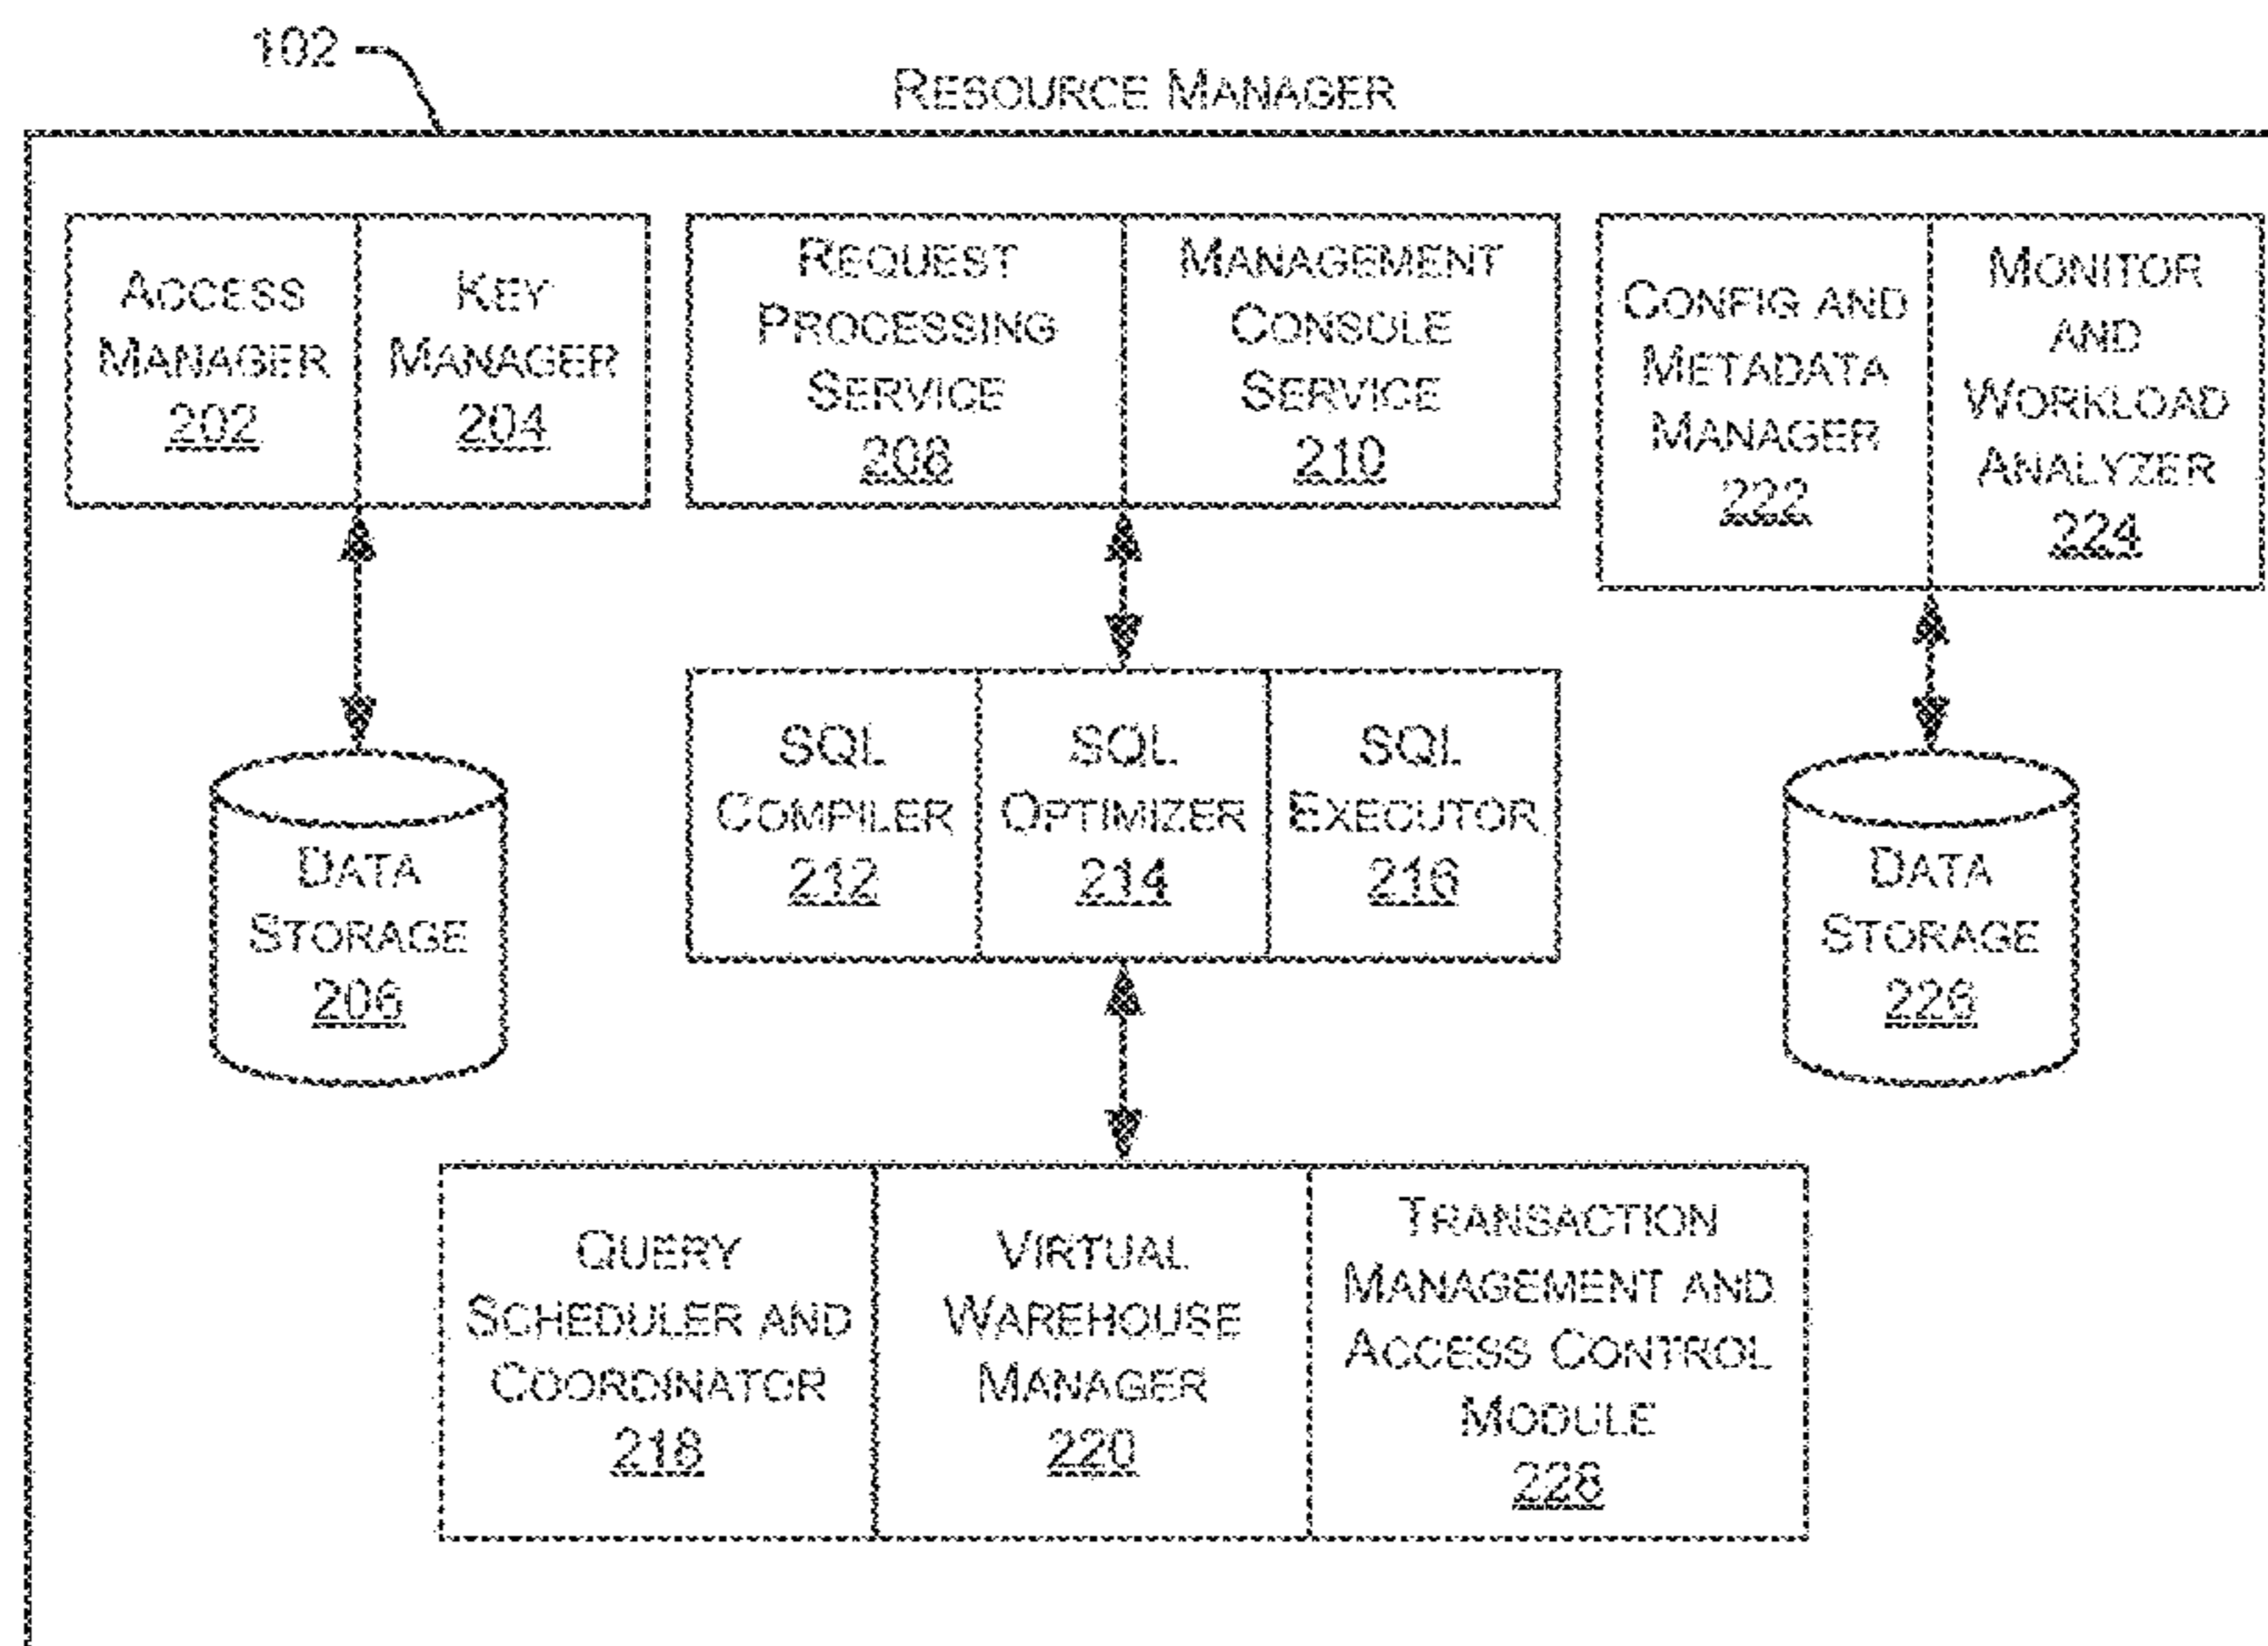 102
RESOURCE MANAGER
ACCESS
MANAGER
202
KEY
MANAGER
204
REQUEST
PROCESSING
SERVICE
208
MANAGEMENT
CONSOLE
SERVICE
210
CONFIG AND
METADATA
MANAGER
222
MONITOR
AND
WORKLOAD
ANALYZER
224
DATA
STORAGE
206
SQL
COMPILER
212
SQL
OPTIMIZER
214
SQL
EXECUTOR
216
DATA
STORAGE
226
QUERY
SCHEDULER AND
COORDINATOR
218
VIRTUAL
WAREHOUSE
MANAGER
220
TRANSACTION
MANAGEMENT AND
ACCESS CONTROL
MODULE
228